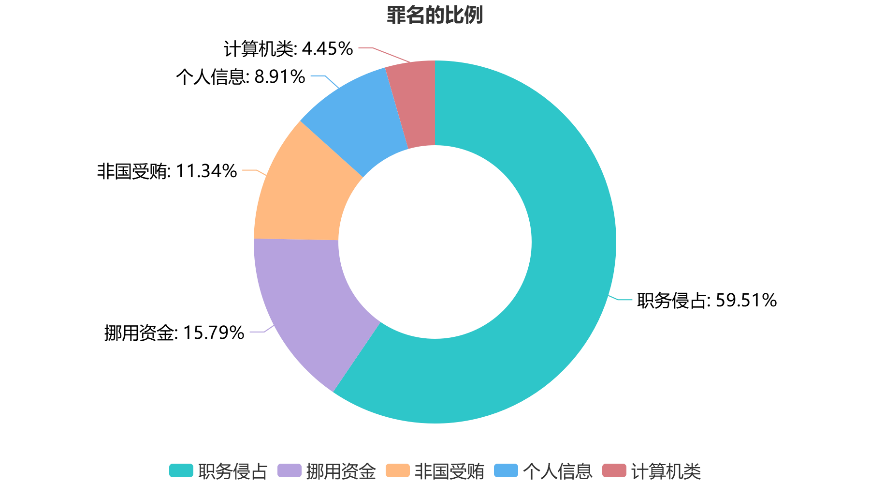 罪名的比例
计算机类: 4.45%
个人信息: 8.91%
非国受贿: 11.34%
职务侵占: 59.51%
挪用资金: 15.79%
职务侵占 挪用资金 非国受贿 个人信息 计算机类